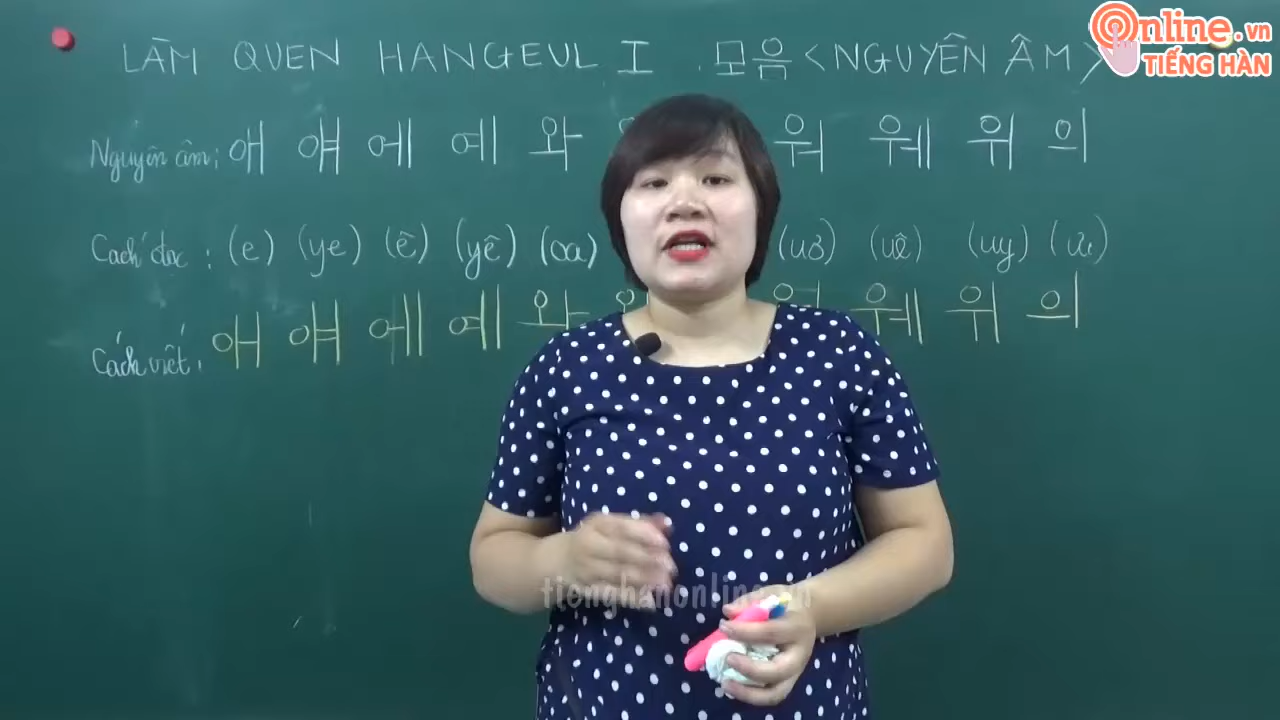 Online.vn
TIẾNG HÀN
LÀM QUEN HANGEUL I . 모음 <NGUYÊN ÂM>
Nguyên âm : 애 얘 에 예 와 워 웨 위 의
Cách đọc : (e) (ye) (ê) (yê) (oa) (uơ) (uê) (uy) (ưi)
Cách viết : 애 얘 에 예 와 웨 위 의
tienghanonline.vn